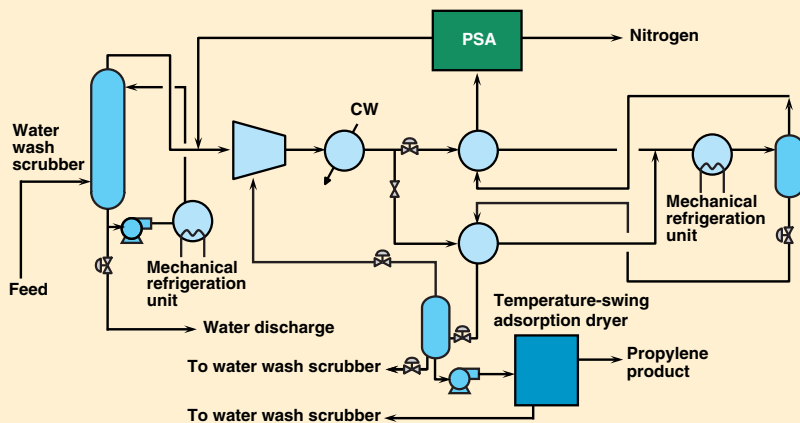 PSA
Nitrogen
CW
Water
wash
scrubber
Mechanical
refrigeration
unit
Mechanical
refrigeration
unit
Feed
Temperature-swing
adsorption dryer
Water discharge
Propylene
product
To water wash scrubber
To water wash scrubber